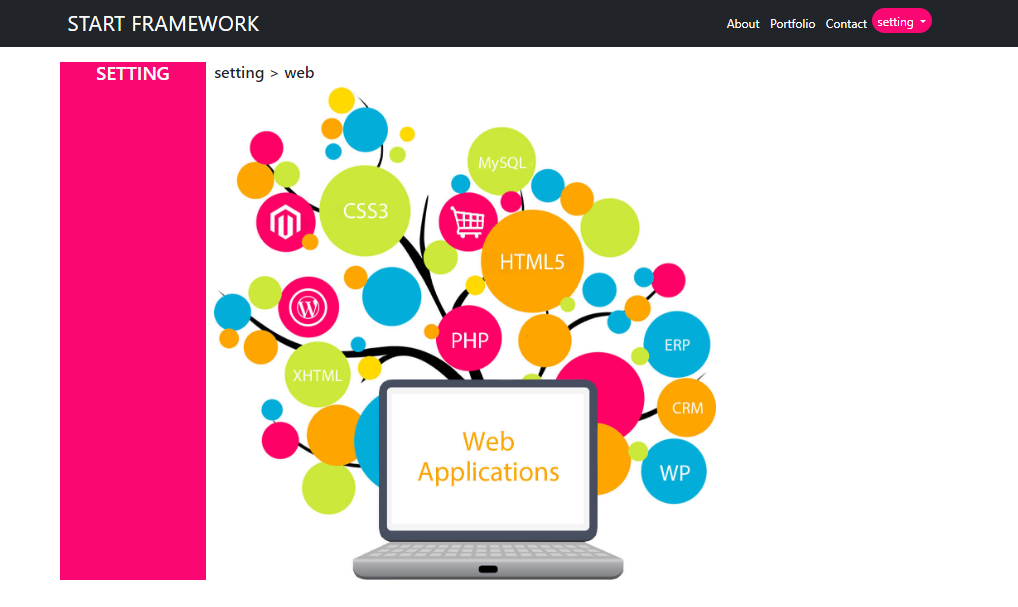 START FRAMEWORK
About Portfolio Contact setting
SETTING
setting > web
MySQL
CSS3
HTML5
PHP
ERP
XHTML
CRM
Web
Applications
WP